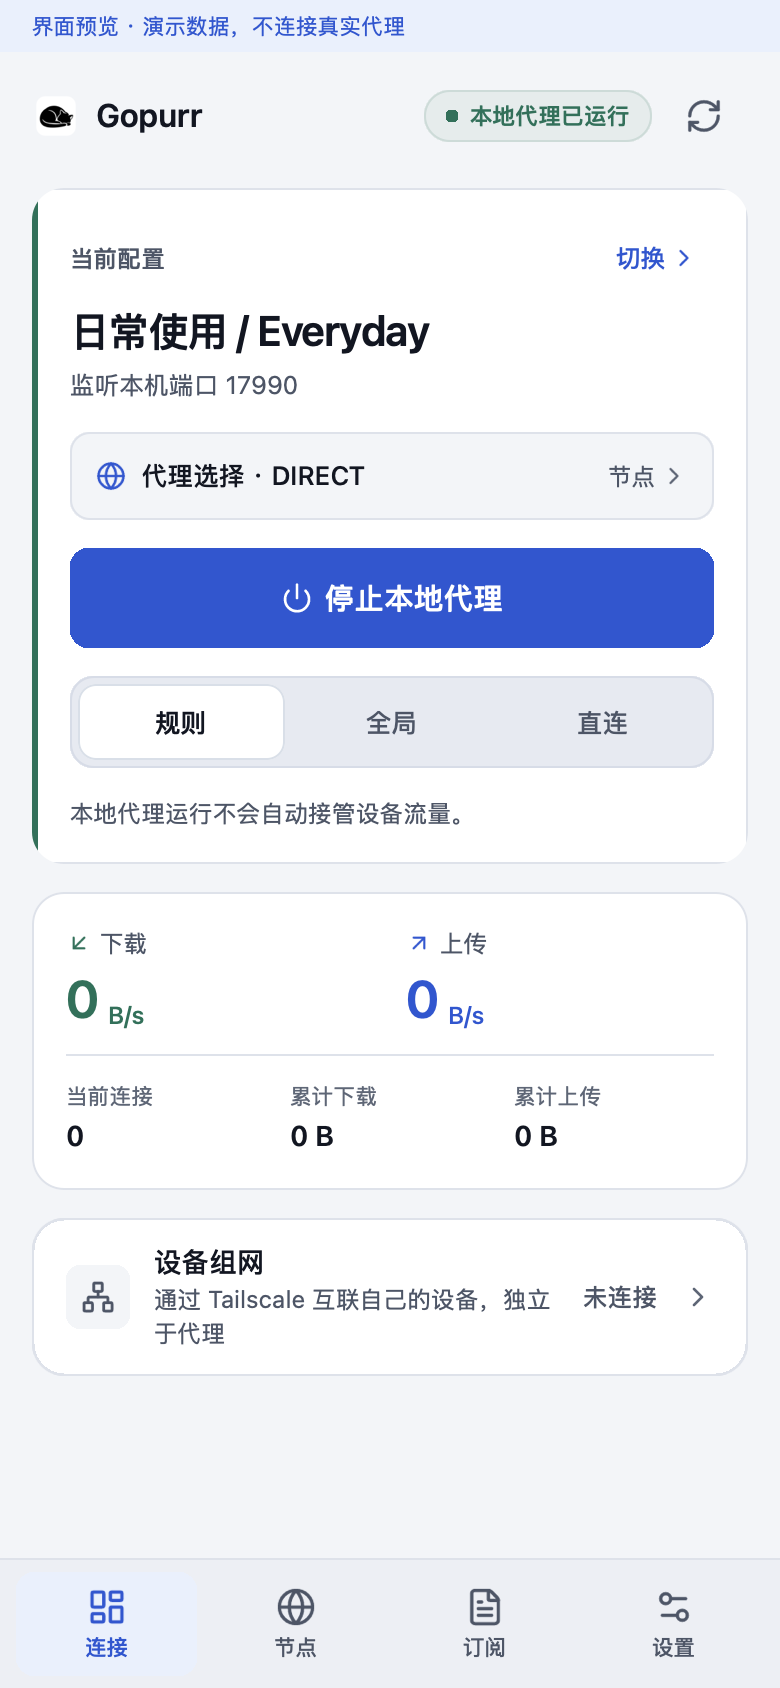 界面预览 · 演示数据，不连接真实代理
Gopurr
本地代理已运行
当前配置
切换
日常使用 / Everyday
监听本机端口 17990
代理选择 · DIRECT
节点
停止本地代理
规则
全局
直连
本地代理运行不会自动接管设备流量。
下载
上传
0 B/s
0 B/s
当前连接
累计下载
累计上传
0
0 B
0 B
设备组网
通过 Tailscale 互联自己的设备，独立
于代理
未连接
连接
节点
订阅
设置